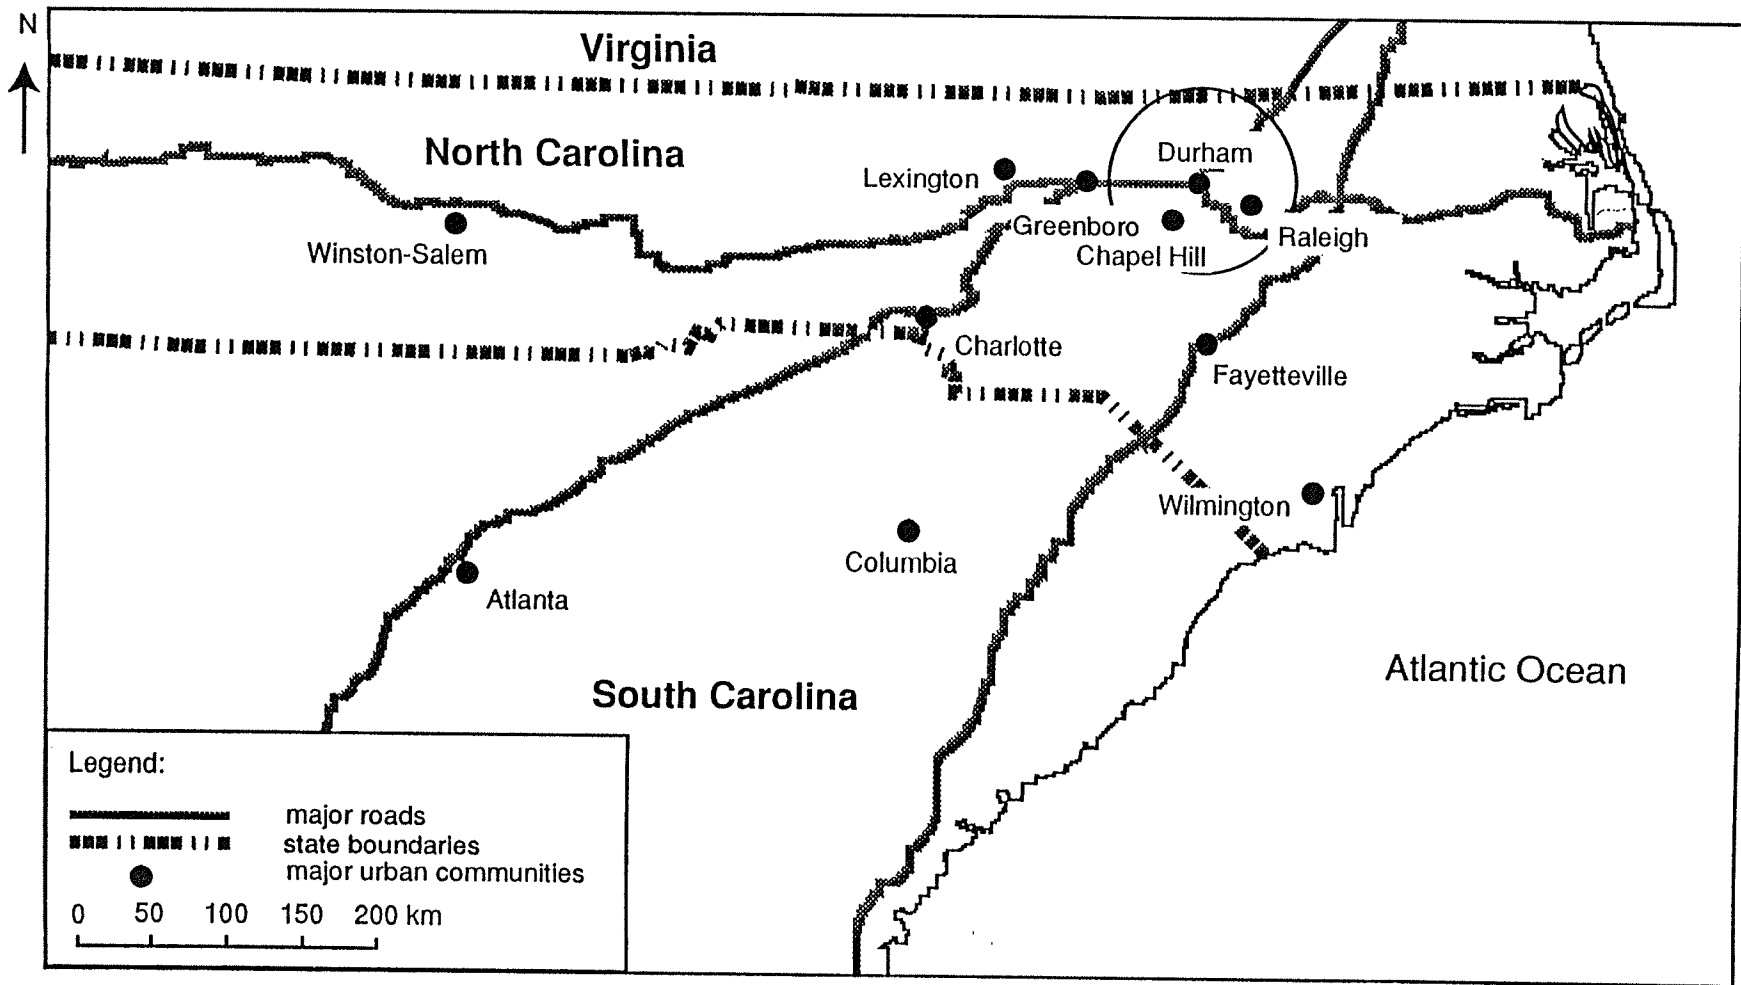 N
Virginia
North Carolina
Durham
Lexington
Greenboro
Raleigh
Winston-Salem
Chapel Hill
Charlotte
Fayetteville
Wilmington
Columbia
Atlanta
Atlantic Ocean
South Carolina
Legend:
major roads
state boundaries
major urban communities
0 50 100 150 200 km